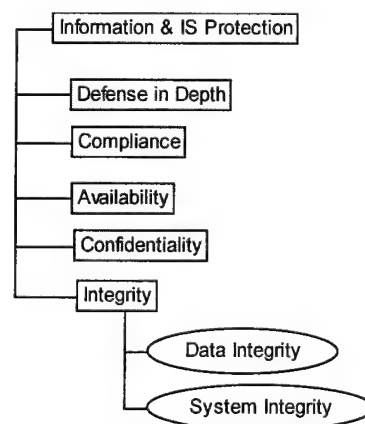 Information & IS Protection
Defense in Depth
Compliance
Availability
Confidentiality
Integrity
Data Integrity
System Integrity